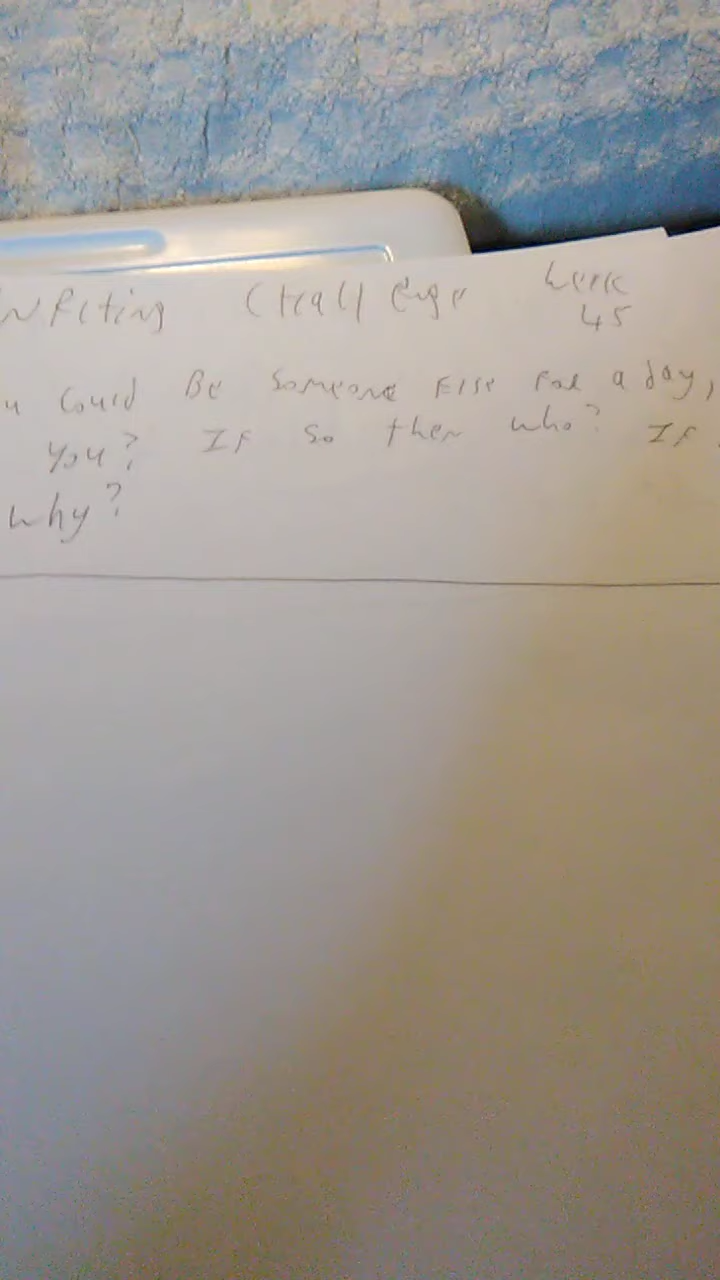 Writing Challenge Week
45
u Could Be Someone Else For a day,
you? If so then who? If
why?